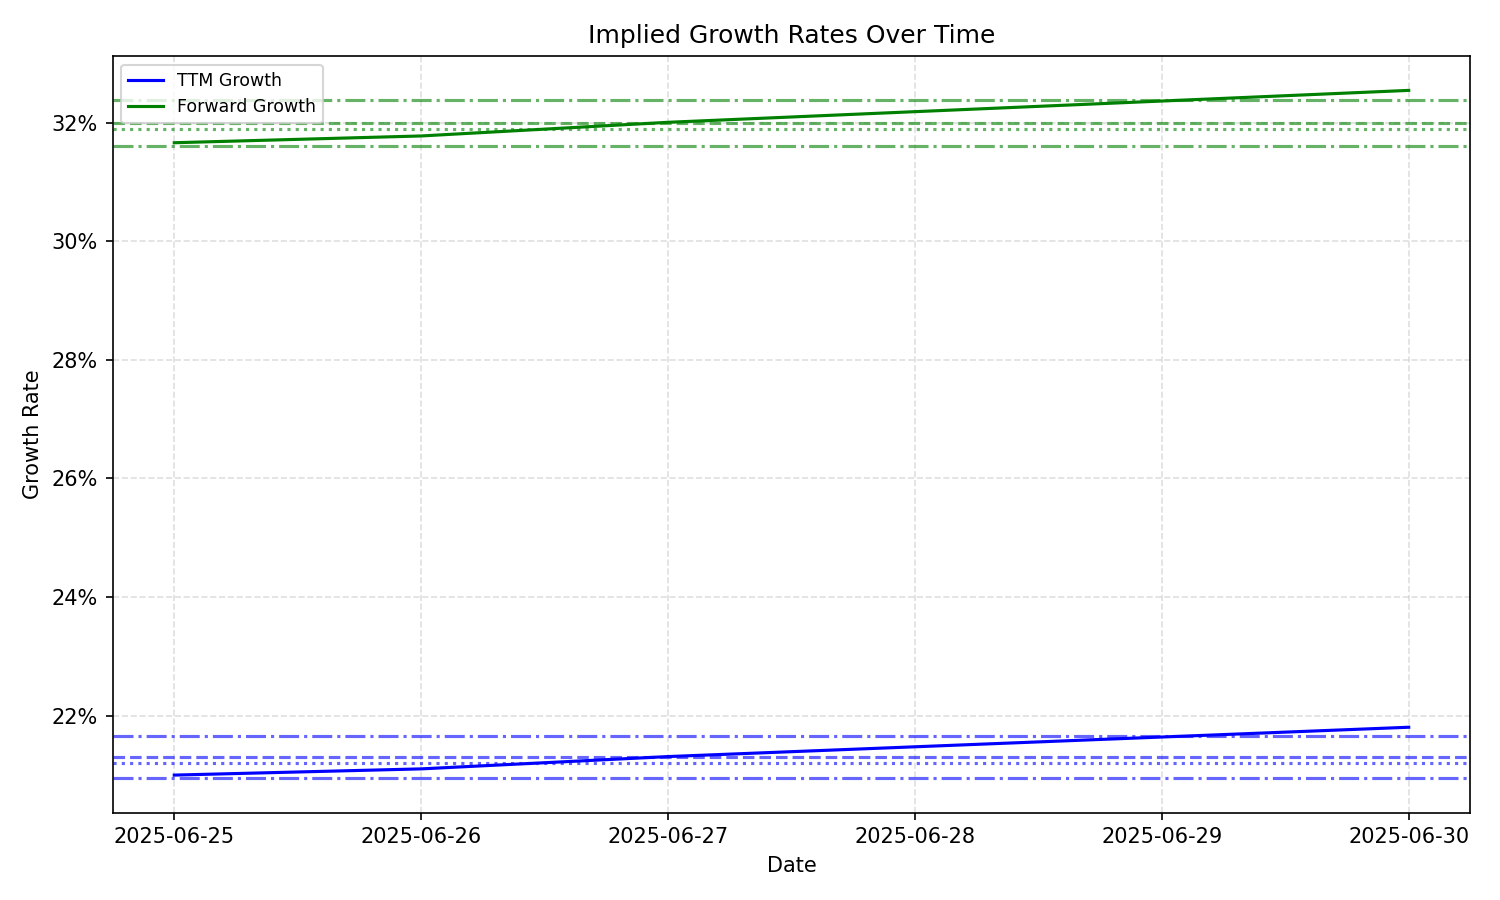 Implied Growth Rates Over Time
TTM Growth
Forward Growth
32%
30%
28%
26%
24%
22%
Growth Rate
2025-06-25
2025-06-26
2025-06-27
2025-06-28
2025-06-29
2025-06-30
Date